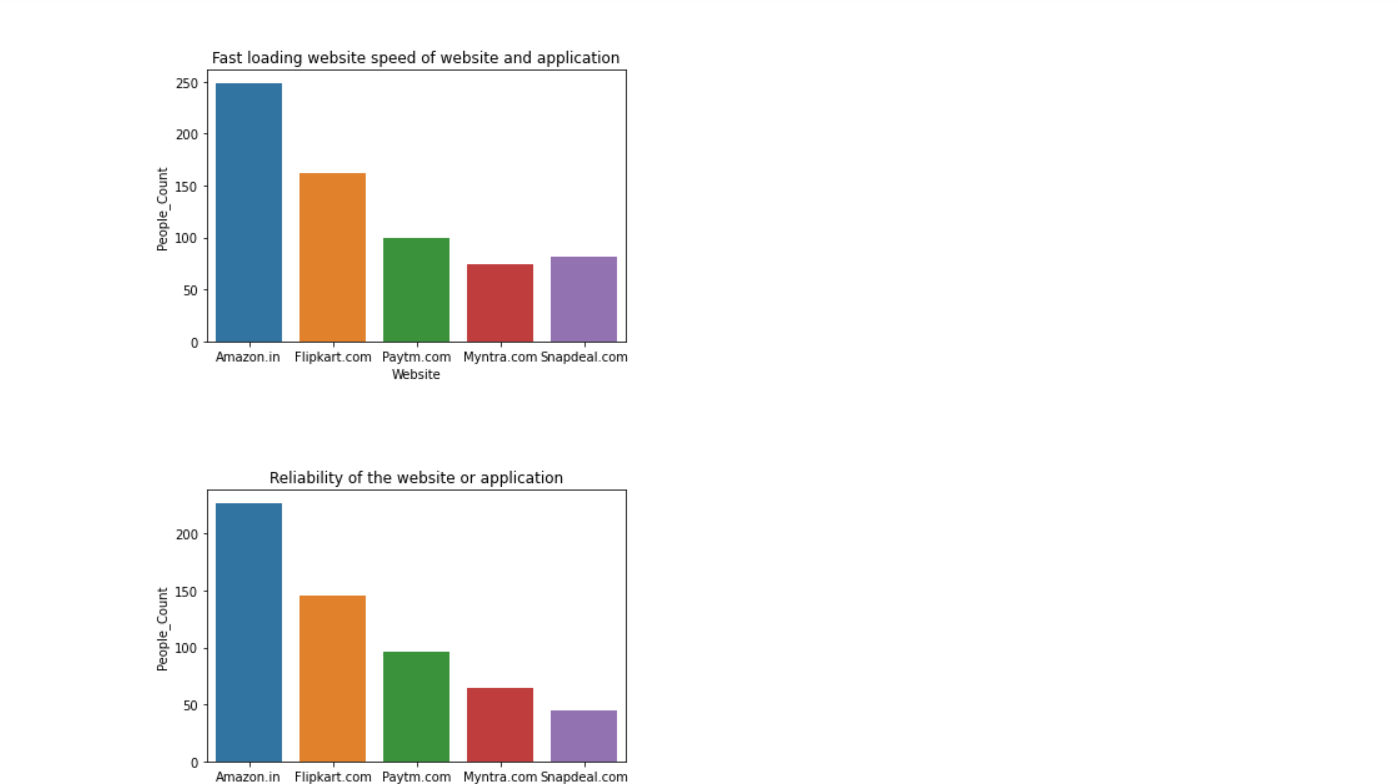 Fast loading website speed of website and application
250
200
150
100
50
0
People_Count
Amazon.in Flipkart.com Paytm.com Myntra.com Snapdeal.com
Website
Reliability of the website or application
200
150
100
50
0
People_Count
Amazon.in Flipkart.com Paytm.com Myntra.com Snapdeal.com